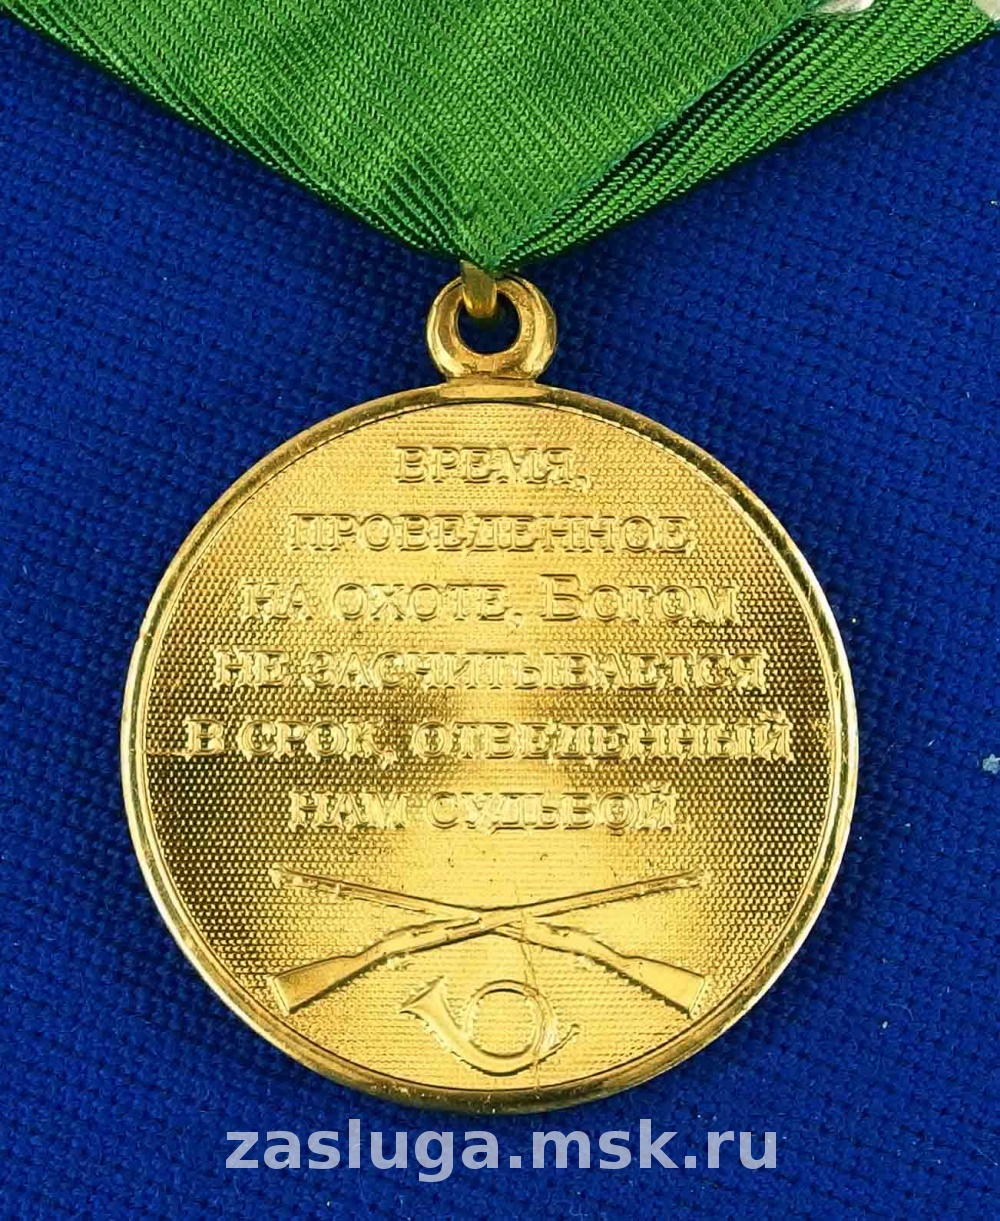 ВРЕМЯ,
ПРОВЕДЕННОЕ
НА ОХОТЕ, БОГОМ
НЕ ЗАСЧИТЫВАЕТСЯ
В СРОК, ОТВЕДЕННЫЙ
НАМ СУДЬБОЙ
zasluga.msk.ru